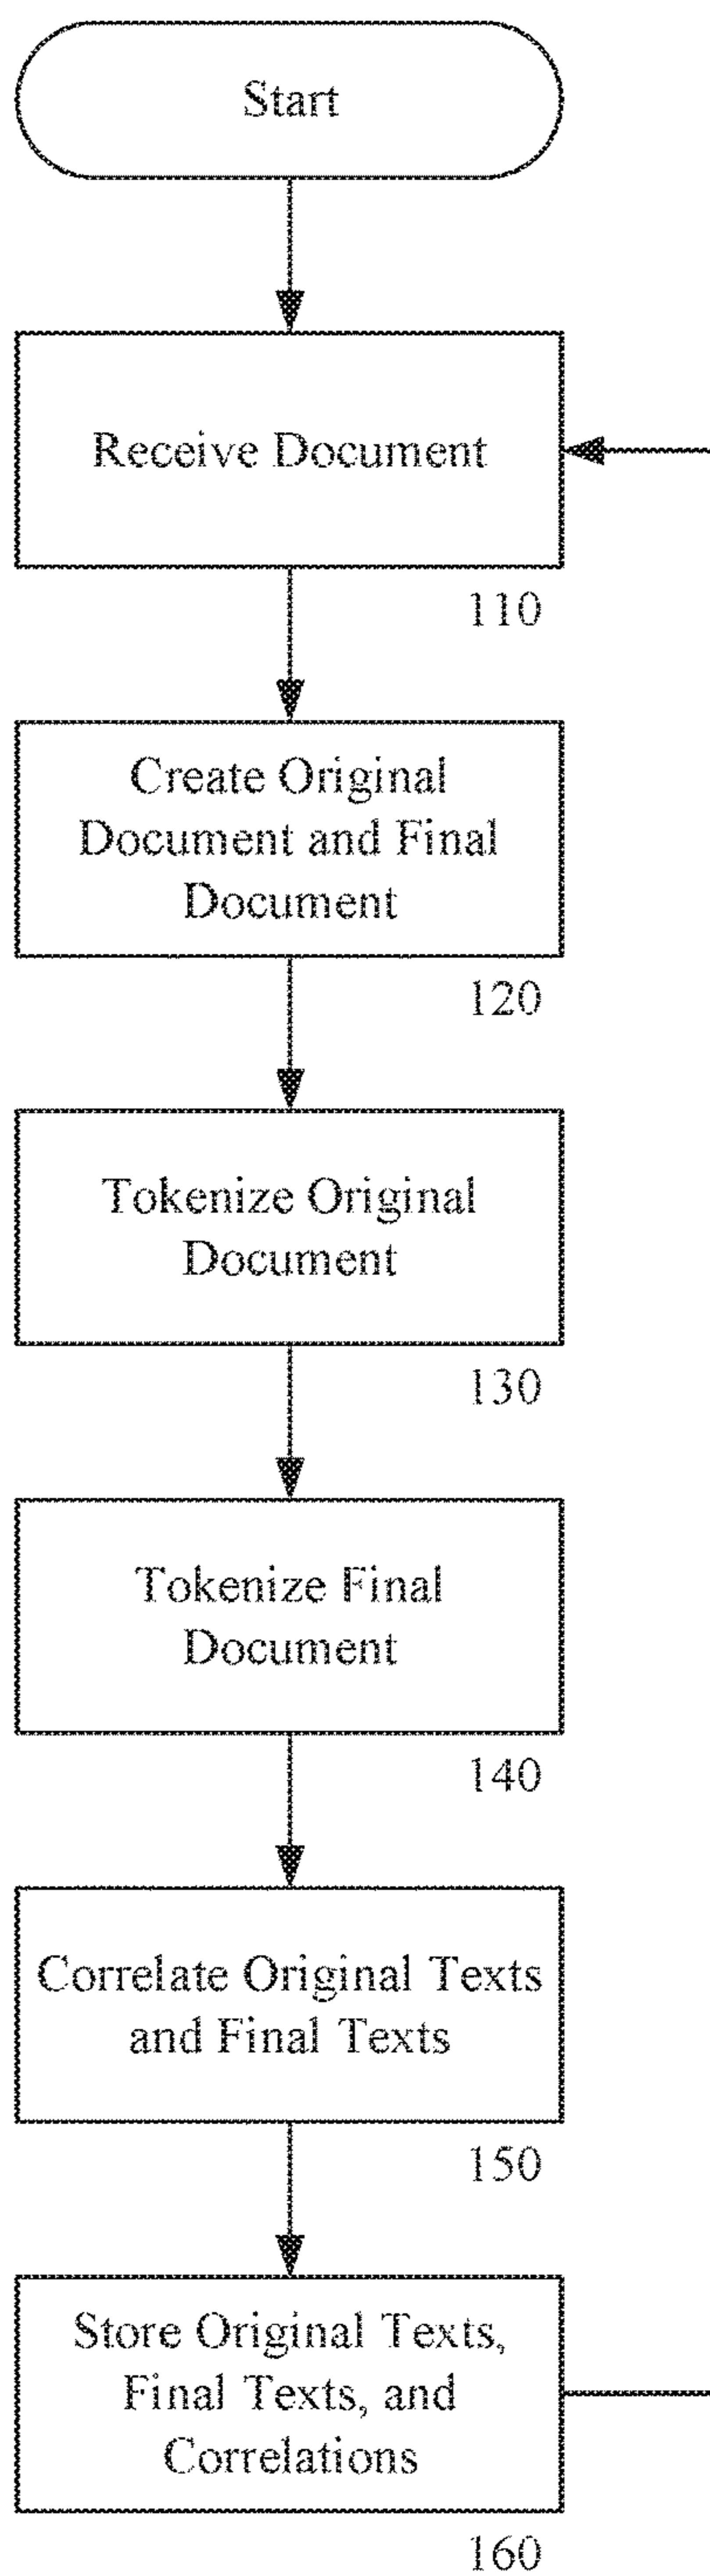 Start
Receive Document
110
Create Original
Document and Final
Document
120
Tokenize Original
Document
130
Tokenize Final
Document
140
Correlate Original Texts
and Final Texts
150
Store Original Texts,
Final Texts, and
Correlations
160